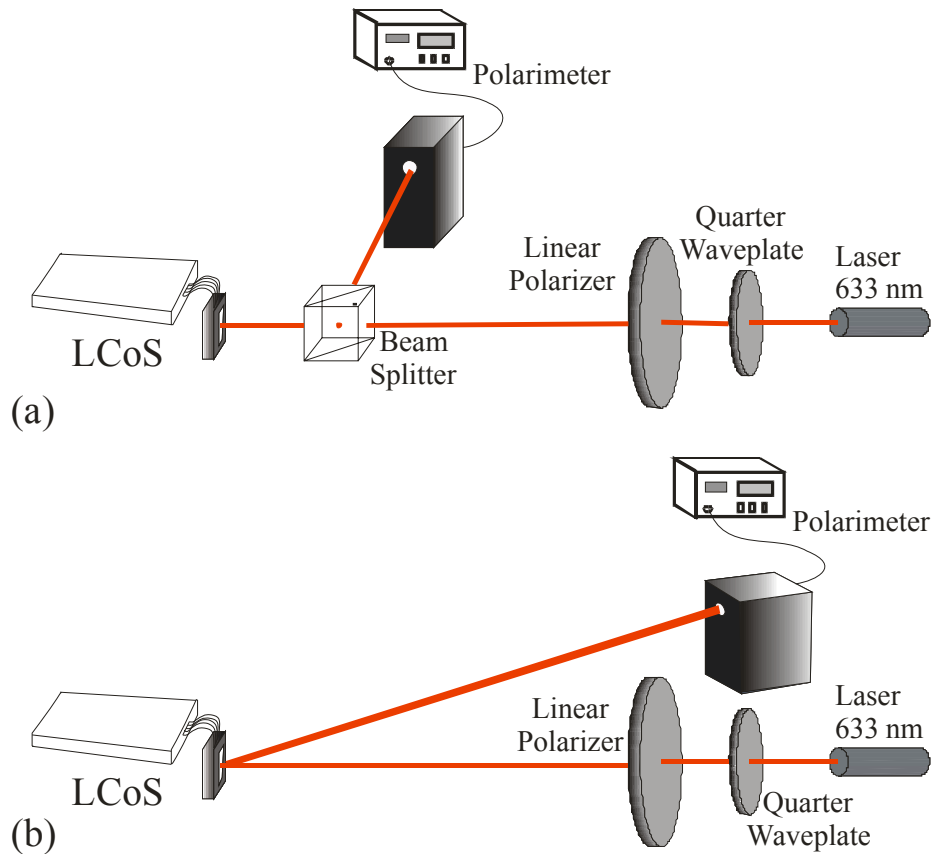 Polarimeter
Quarter
Waveplate
Linear
Polarizer
Laser
633 nm
LCoS
Beam
Splitter
(a)
Polarimeter
Linear
Polarizer
Laser
633 nm
LCoS
Quarter
Waveplate
(b)